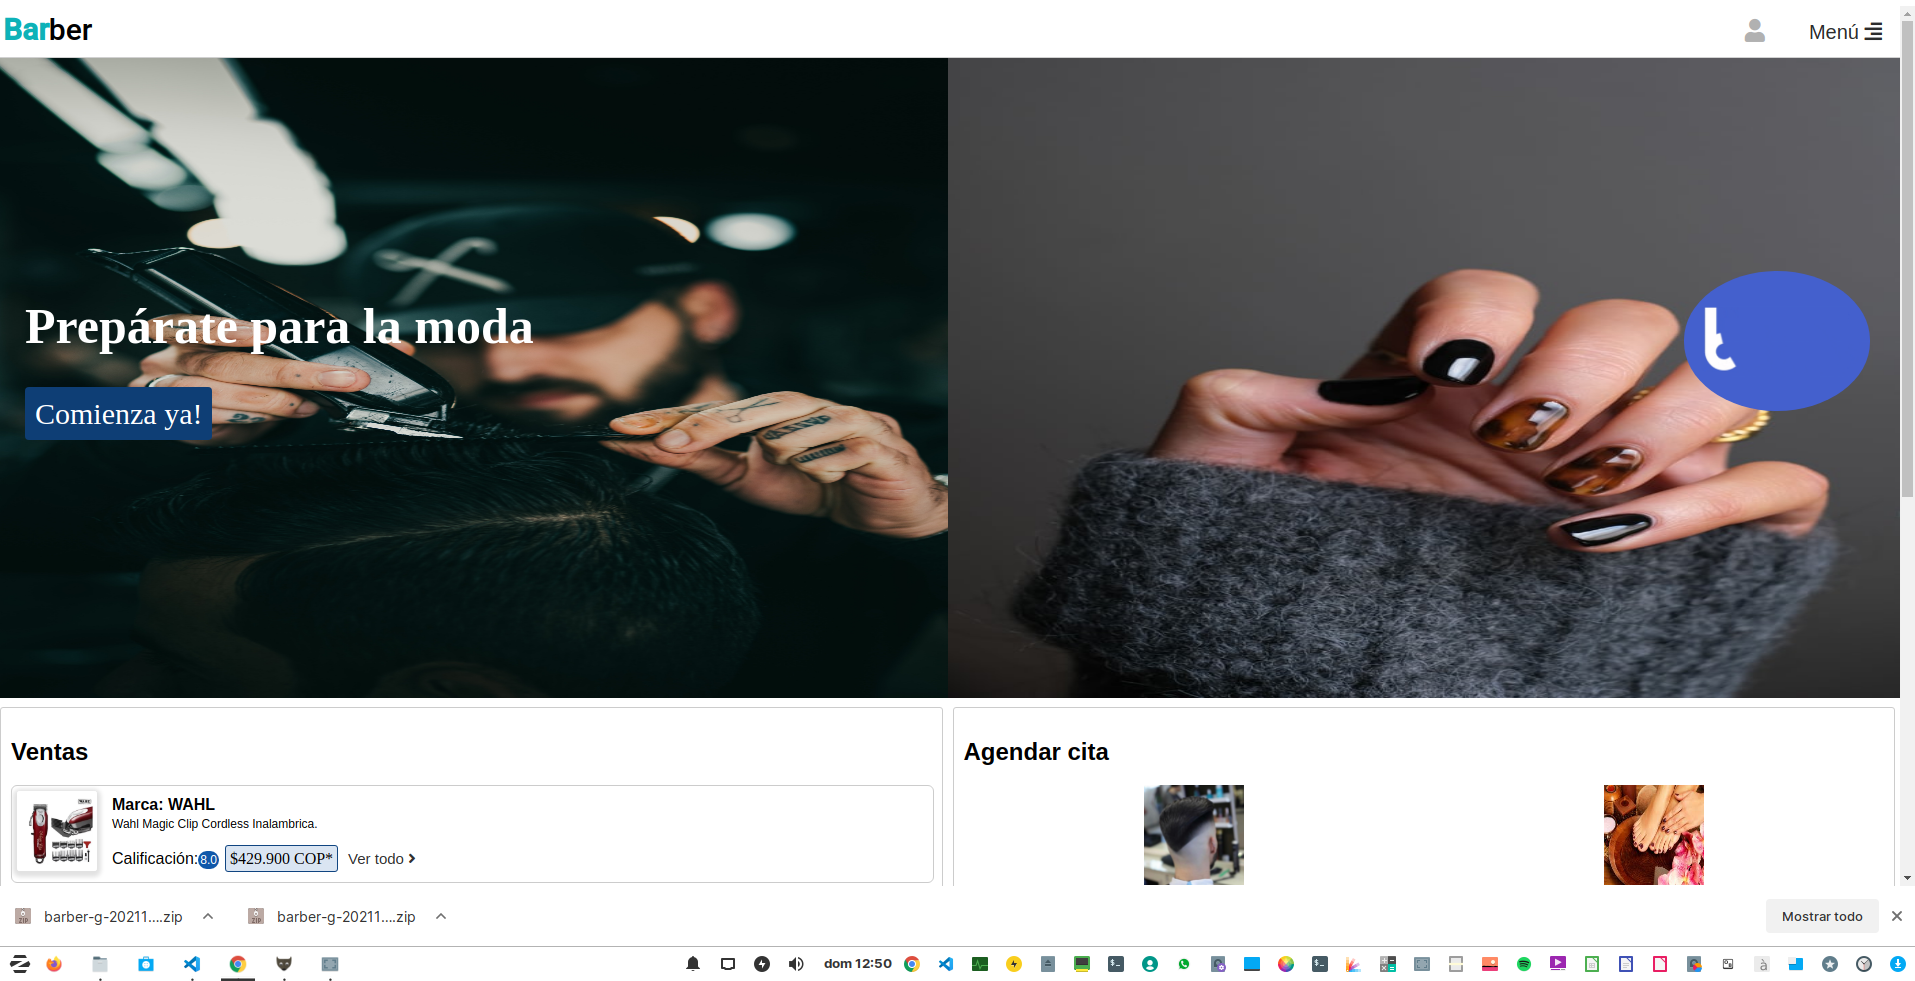 Barber
Menú
Prepárate para la moda
Comienza ya!
Ventas
Marca: WAHL
Wahl Magic Clip Cordless Inalambrica.
Calificación:8.0 $429.900 COP* Ver todo
Agendar cita
barber-g-20211....zip
barber-g-20211....zip
Mostrar todo
dom 12:50